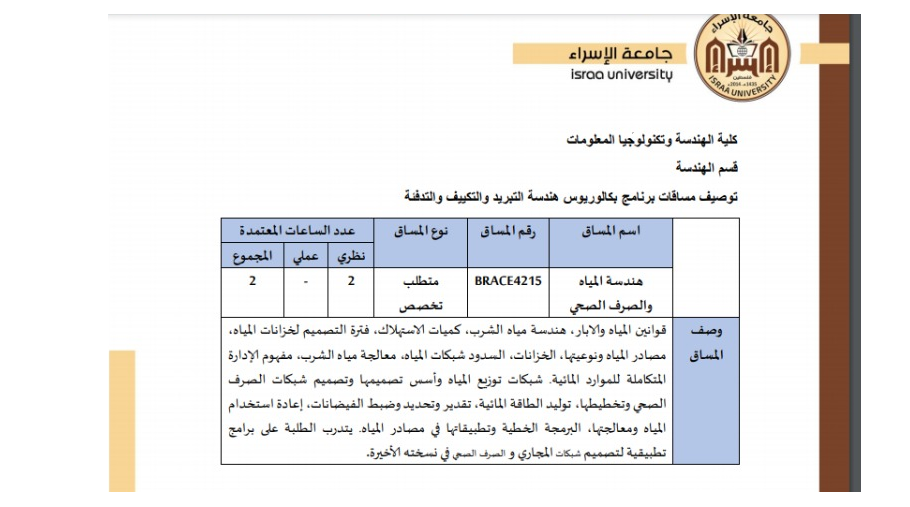 جامعة الإسراء
israa university
جامعة الإسراء
فلسطين
ISRAA UNIVERSITY
كلية الهندسة وتكنولوجيا المعلومات
قسم الهندسة
توصيف مساقات برنامج بكالوريوس هندسة التبريد والتكييف والتدفئة
اسم المساق رقم المساق نوع المساق عدد الساعات المعتمدة
نظري عملي المجموع
هندسة المياه والصرف الصحي BRACE4215 متطلب تخصص 2 - 2
وصف المساق
قوانين المياه والابار، هندسة مياه الشرب، كميات الاستهلاك، فترة التصميم لخزانات المياه،
مصادر المياه ونوعيتها، الخزانات، السدود شبكات المياه، معالجة مياه الشرب، مفهوم الإدارة
المتكاملة للموارد المائية. شبكات توزيع المياه وأسس تصميمها وتصميم شبكات الصرف
الصحي وتخطيطها، توليد الطاقة المائية، تقدير وتحديد وضبط الفيضانات، إعادة استخدام
المياه ومعالجتها، البرمجة الخطية وتطبيقاتها في مصادر المياه. يتدرب الطلبة على برامج
تطبيقية لتصميم شبكات المجاري و الصرف الصحي في نسخته الأخيرة.